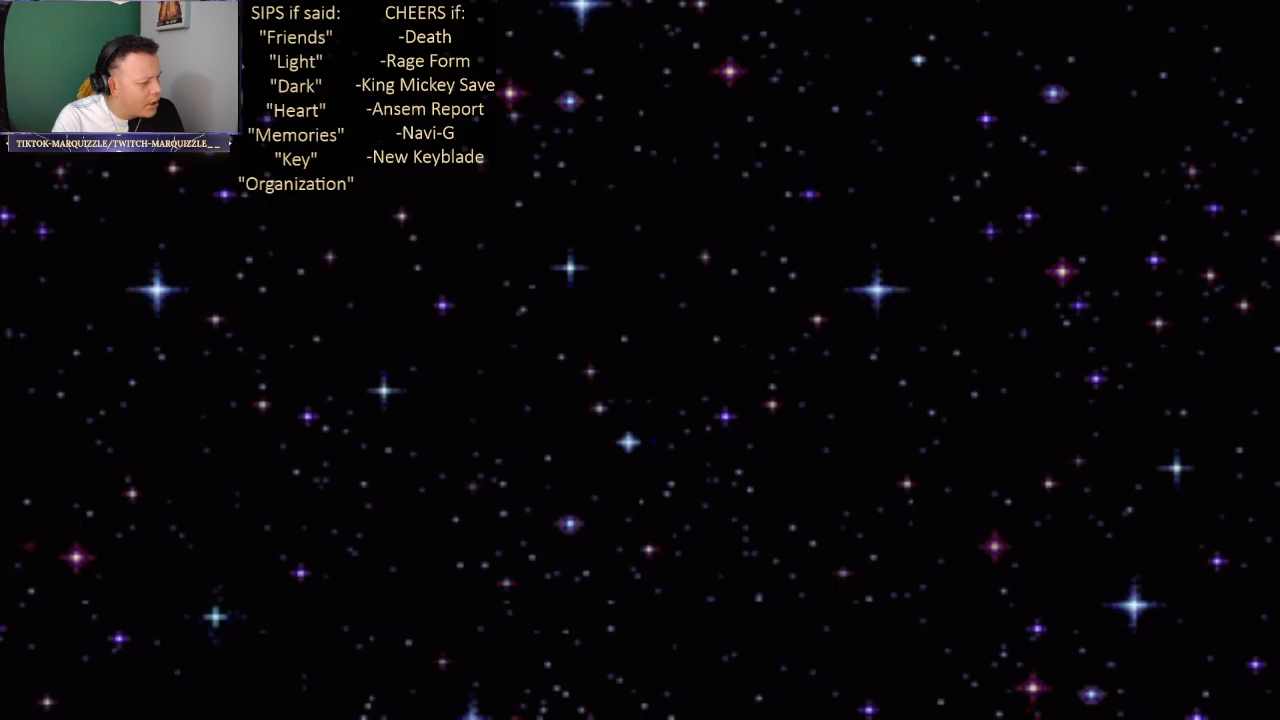 SIPS if said:
"Friends"
"Light"
"Dark"
"Heart"
"Memories"
"Key"
"Organization"
CHEERS if:
-Death
-Rage Form
-King Mickey Save
-Ansem Report
-Navi-G
-New Keyblade
TIKTOK-MARQUIZZLE/TWITCH-MARQUIZZLE__